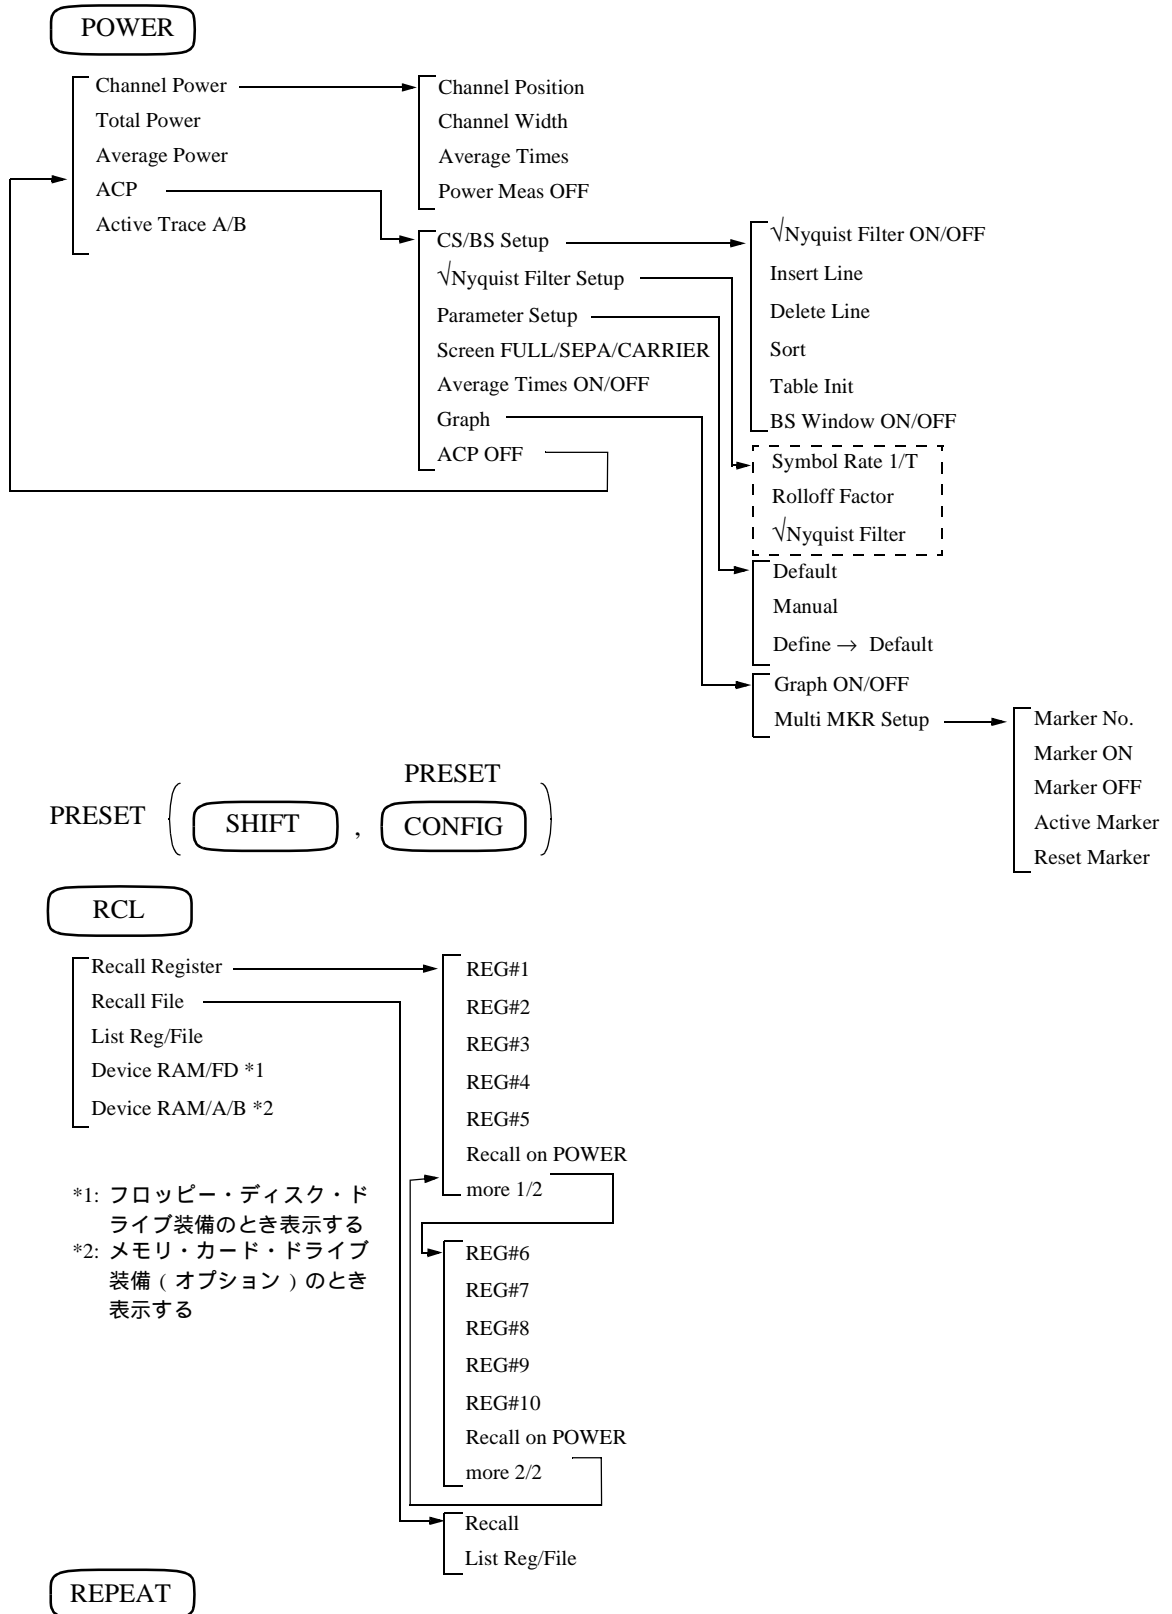 POWER
Channel Power
Total Power
Average Power
ACP
Active Trace A/B
Channel Position
Channel Width
Average Times
Power Meas OFF
CS/BS Setup
√Nyquist Filter Setup
Parameter Setup
Screen FULL/SEPA/CARRIER
Average Times ON/OFF
Graph
ACP OFF
√Nyquist Filter ON/OFF
Insert Line
Delete Line
Sort
Table Init
BS Window ON/OFF
Symbol Rate 1/T
Rolloff Factor
√Nyquist Filter
Default
Manual
Define → Default
Graph ON/OFF
Multi MKR Setup
Marker No.
Marker ON
Marker OFF
Active Marker
Reset Marker
PRESET
PRESET ( SHIFT , CONFIG )
RCL
Recall Register
Recall File
List Reg/File
Device RAM/FD *1
Device RAM/A/B *2
*1: フロッピー・ディスク・ド
ライブ装備のとき表示する
*2: メモリ・カード・ドライブ
装備 ( オプション ) のとき
表示する
REG#1
REG#2
REG#3
REG#4
REG#5
Recall on POWER
more 1/2
REG#6
REG#7
REG#8
REG#9
REG#10
Recall on POWER
more 2/2
Recall
List Reg/File
REPEAT